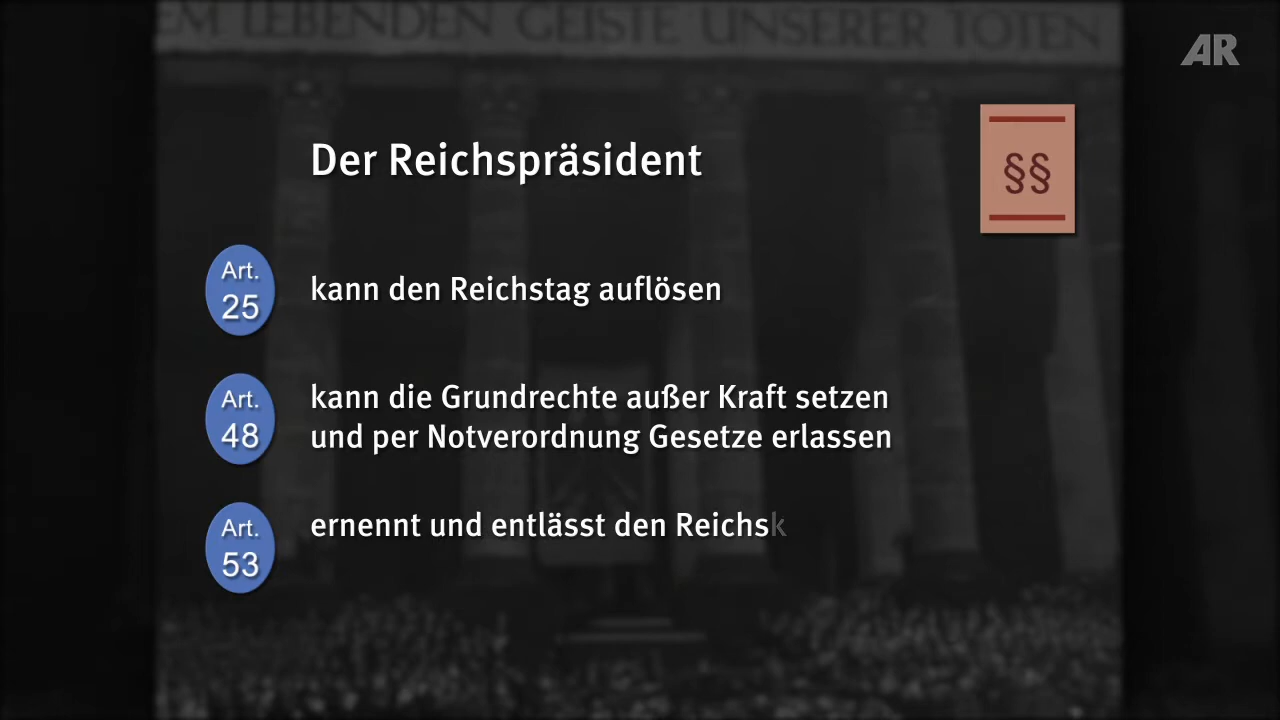 EM LEBENDEN GEISTE UNSERER TOTEN
AR
Der Reichspräsident
§§
Art.
25
kann den Reichstag auflösen
Art.
48
kann die Grundrechte außer Kraft setzen
und per Notverordnung Gesetze erlassen
Art.
53
ernennt und entlässt den Reichsk